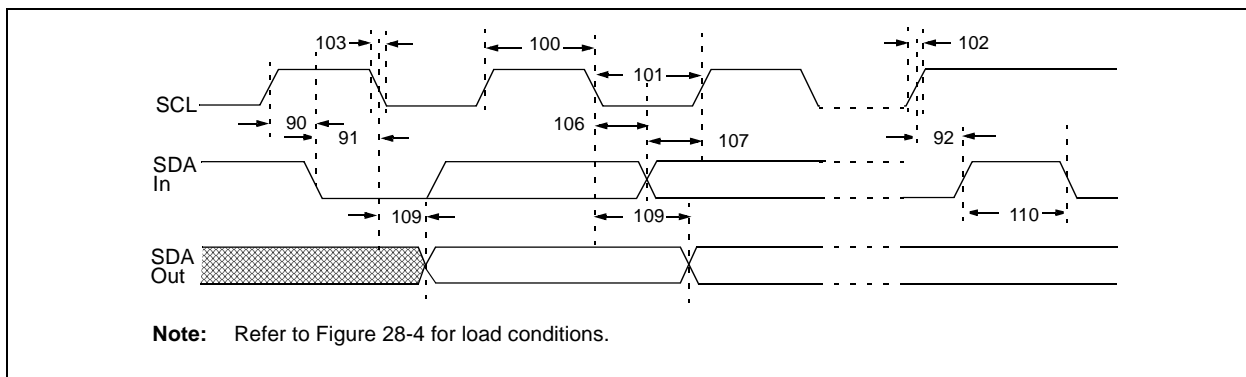 103
100
102
101
SCL
90
106
91
107
92
SDA
In
109
109
110
SDA
Out
Note: Refer to Figure 28-4 for load conditions.